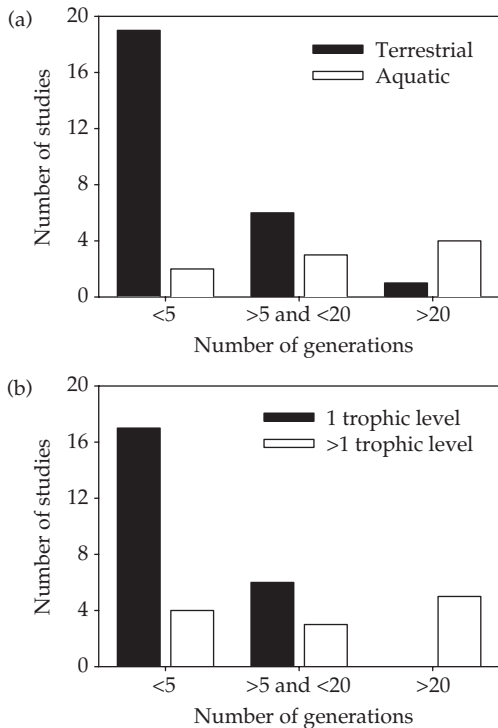 (a)
20
16
12
8
4
0
Number of studies
Terrestrial
Aquatic
<5
>5 and <20
>20
Number of generations
(b)
20
16
12
8
4
0
Number of studies
1 trophic level
>1 trophic level
<5
>5 and <20
>20
Number of generations